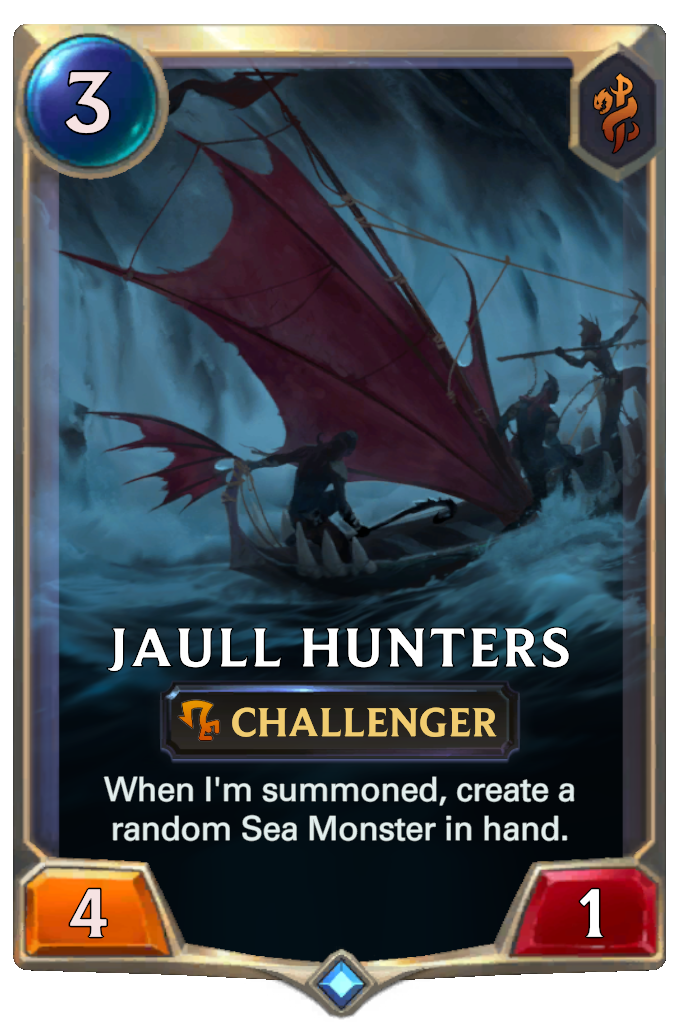 3
JAULL HUNTERS
CHALLENGER
When I'm summoned, create a
random Sea Monster in hand.
4
1